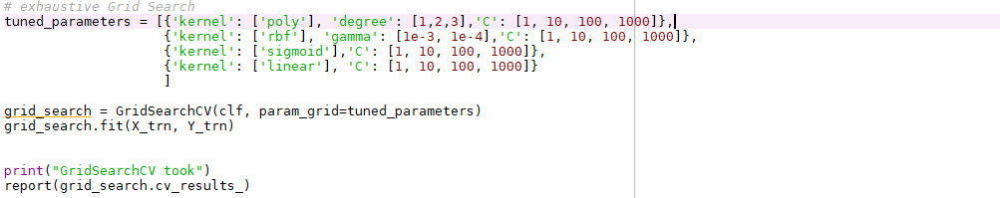 # exhaustive Grid Search
tuned_parameters = [{'kernel': ['poly'], 'degree': [1,2,3],'C': [1, 10, 100, 1000]},
{'kernel': ['rbf'], 'gamma': [1e-3, 1e-4],'C': [1, 10, 100, 1000]},
{'kernel': ['sigmoid'],'C': [1, 10, 100, 1000]},
{'kernel': ['linear'], 'C': [1, 10, 100, 1000]}
]
grid_search = GridSearchCV(clf, param_grid=tuned_parameters)
grid_search.fit(X_trn, Y_trn)
print("GridSearchCV took")
report(grid_search.cv_results_)